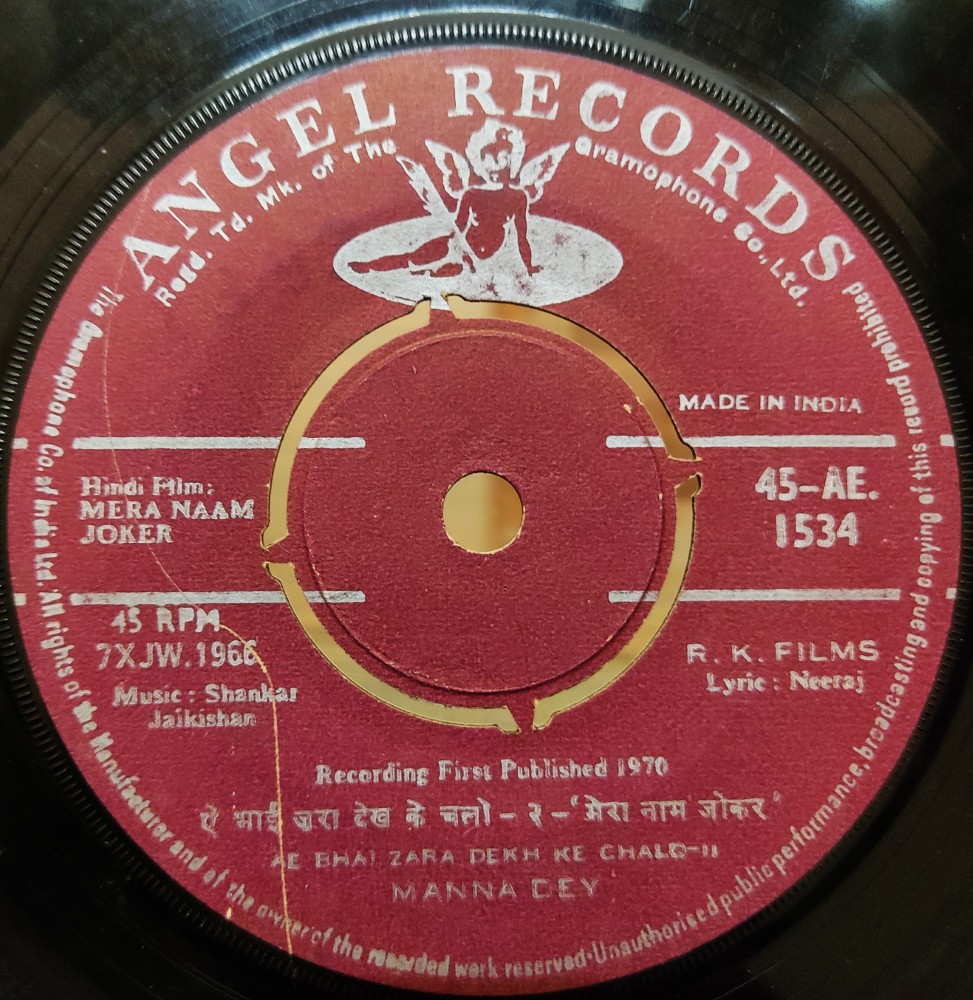 ANGEL RECORDS
Regd. Td. Mk. of The Gramophone Co., Ltd.
The Gramophone Co. of India Ltd. All rights of the Manufacturer and of the owner of the recorded work reserved·Unauthorised public performance, broadcasting and copying of this record prohibited
MADE IN INDIA
Hindi Film:
MERA NAAM
JOKER
45-AE.
1534
45 RPM
7XJW.1966
Music : Shankar
Jaikishan
R. K. FILMS
Lyric : Neeraj
Recording First Published 1970
ऐ भाई ज़रा देख के चलो - २ - 'मेरा नाम जोकर'
AE BHAI ZARA DEKH KE CHALO-II
MANNA DEY